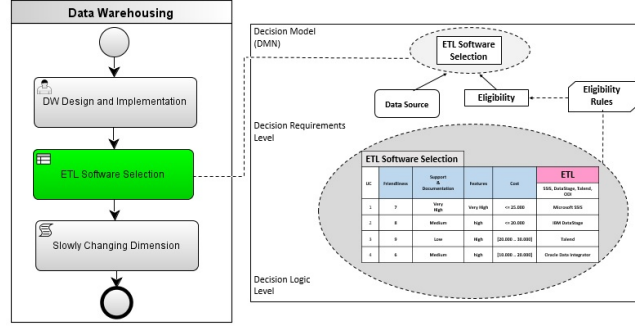 Data Warehousing
DW Design and Implementation
ETL Software Selection
Slowly Changing Dimension
Decision Model
(DMN)
ETL Software
Selection
Data Source
Eligibility
Eligibility
Rules
Decision Requirements
Level
ETL Software Selection
UC
Friendliness
Support
&
Documentation
Features
Cost
ETL
SSIS, DataStage, Talend,
ODI
1 7 Very High Very High <= 25.000 Microsoft SSIS
2 8 Medium high <= 20.000 IBM DataStage
3 9 Low High [20.000 .. 30.000] Talend
4 6 Medium high [10.000 .. 20.000] Oracle Data Integrator
Decision Logic
Level